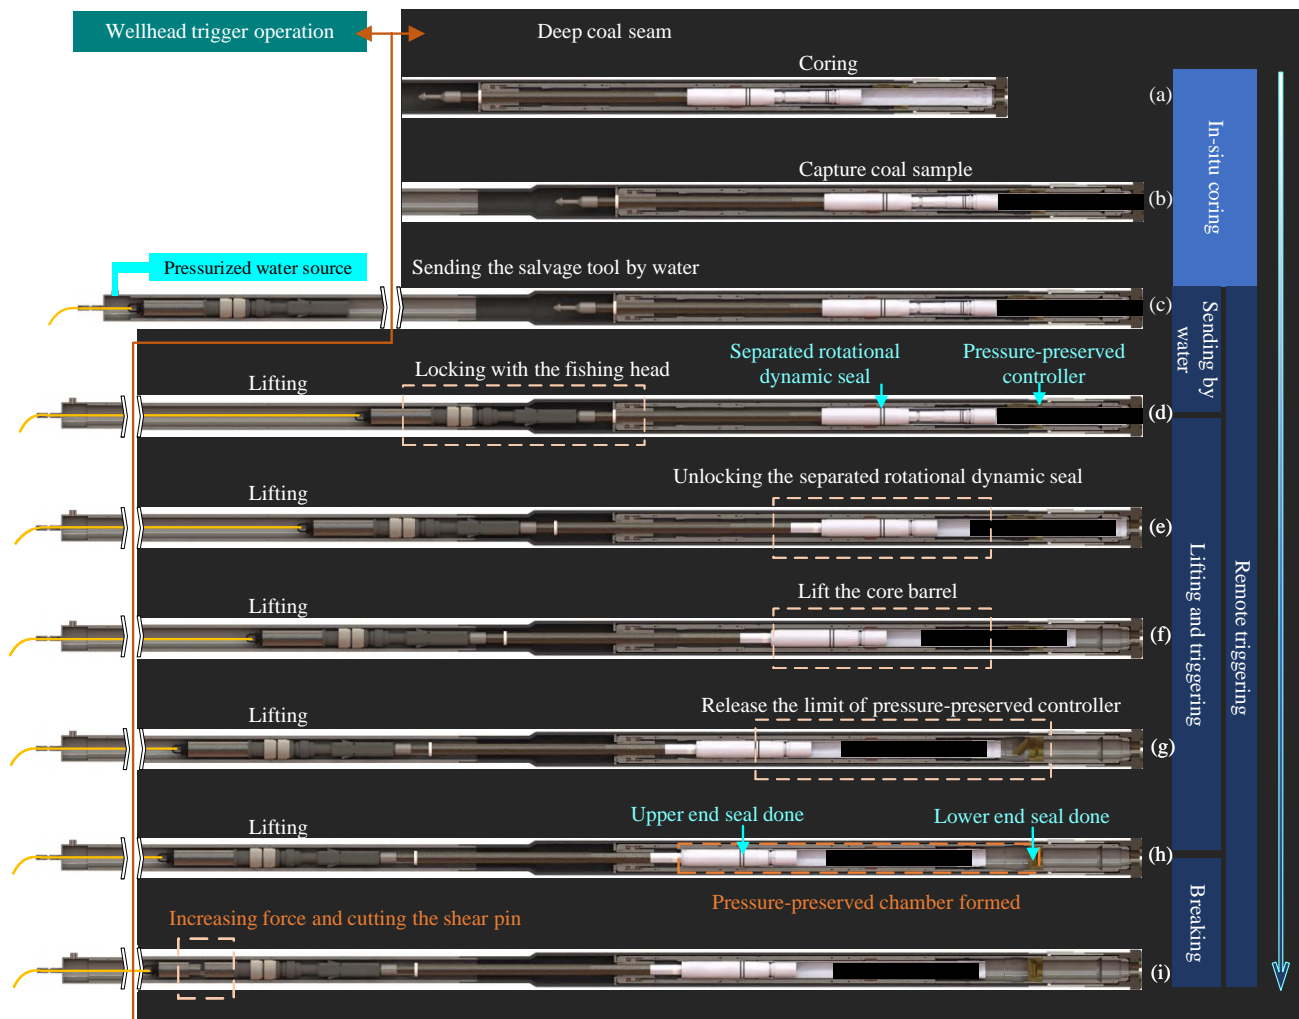 Wellhead trigger operation
Deep coal seam
Coring
(a)
Capture coal sample
(b)
In-situ coring
Pressurized water source
Sending the salvage tool by water
(c)
Sending by
water
Lifting
Locking with the fishing head
Separated rotational
dynamic seal
Pressure-preserved
controller
(d)
Lifting
Unlocking the separated rotational dynamic seal
(e)
Lifting
Lift the core barrel
(f)
Lifting and triggering
Remote triggering
Lifting
Release the limit of pressure-preserved controller
(g)
Lifting
Upper end seal done
Lower end seal done
(h)
Pressure-preserved chamber formed
Breaking
Increasing force and cutting the shear pin
(i)